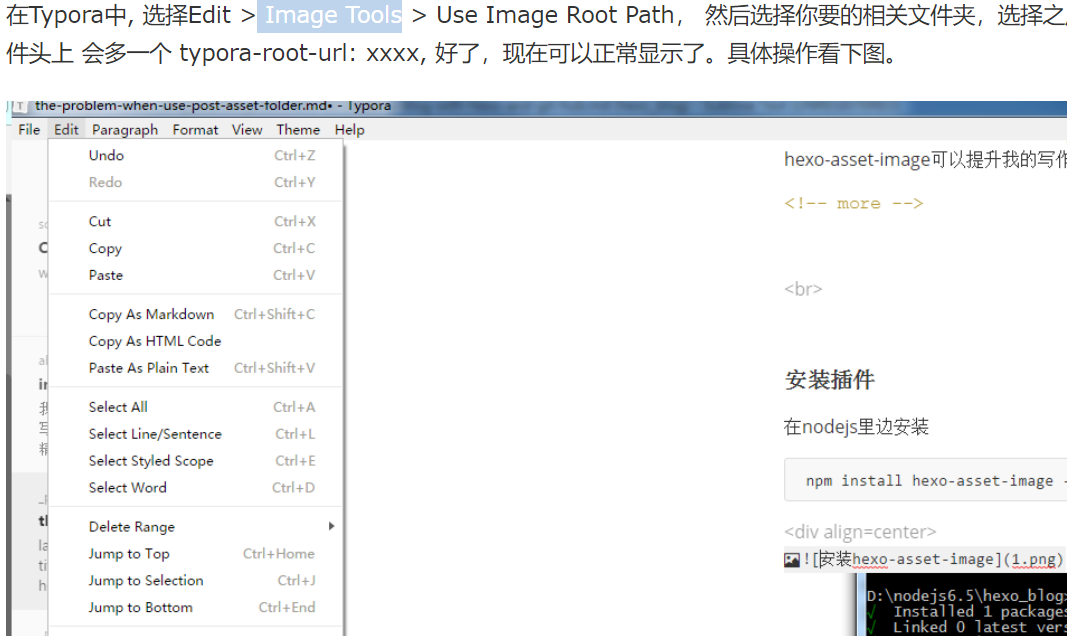 在Typora中, 选择Edit > Image Tools > Use Image Root Path， 然后选择你要的相关文件夹，选择之
件头上 会多一个 typora-root-url：xxxx, 好了，现在可以正常显示了。具体操作看下图。
the-problem-when-use-post-asset-folder.md• - Typora
File Edit Paragraph Format View Theme Help
Undo Ctrl+Z
Redo Ctrl+Y
Cut Ctrl+X
Copy Ctrl+C
Paste Ctrl+V
Copy As Markdown Ctrl+Shift+C
Copy As HTML Code
Paste As Plain Text Ctrl+Shift+V
Select All Ctrl+A
Select Line/Sentence Ctrl+L
Select Styled Scope Ctrl+E
Select Word Ctrl+D
Delete Range
Jump to Top Ctrl+Home
Jump to Selection Ctrl+J
Jump to Bottom Ctrl+End
hexo-asset-image可以提升我的写作
<!-- more -->
<br>
安装插件
在nodejs里边安装
npm install hexo-asset-image -
<div align=center>
![安装hexo-asset-image](1.png)
D:\nodejs6.5\hexo_blog>
√ Installed 1 packages
√ Linked 0 latest vers